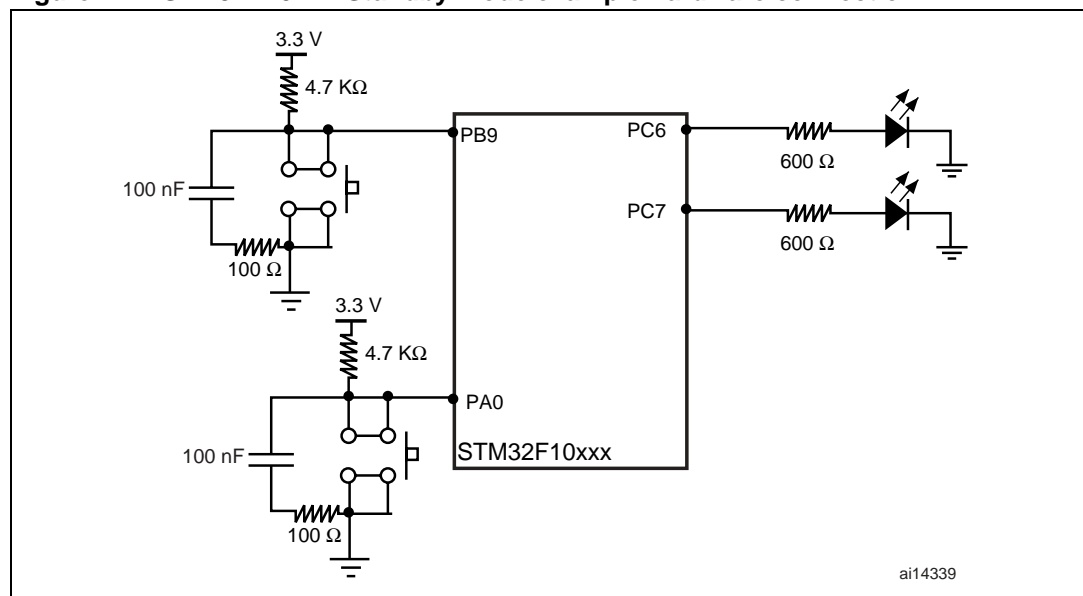 3.3 V
4.7 KΩ
PB9
PC6
600 Ω
100 nF
PC7
100 Ω
600 Ω
3.3 V
4.7 KΩ
PA0
STM32F10xxx
100 nF
100 Ω
ai14339